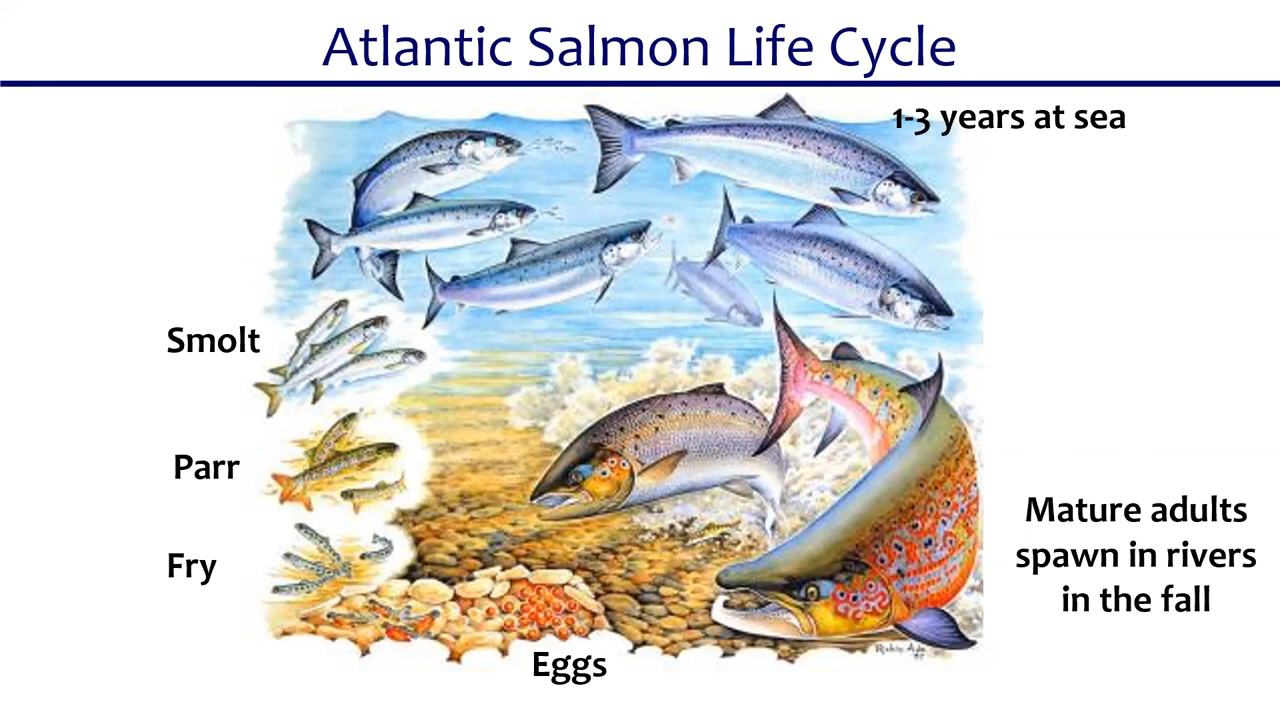 Atlantic Salmon Life Cycle
1-3 years at sea
Smolt
Parr
Fry
Eggs
Mature adults
spawn in rivers
in the fall